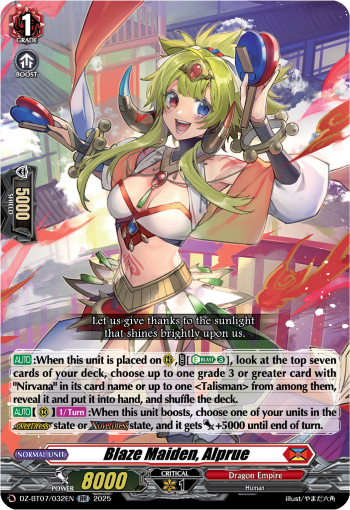 1
GRADE
BOOST
5000
SHIELD
Let us give thanks to the sunlight
that shines brightly upon us.
AUTO :When this unit is placed on RC, [BLAST 3], look at the top seven
cards of your deck, choose up to one grade 3 or greater card with
"Nirvana" in its card name or up to one <Talisman> from among them,
reveal it and put it into hand, and shuffle the deck.
AUTO 1/Turn :When this unit boosts, choose one of your units in the
overDress state or XoverDress state, and it gets +5000 until end of turn.
NORMAL UNIT
Blaze Maiden, Alprue
POWER 8000
CRITICAL
1
Dragon Empire
Human
DZ-BT07/032EN RR 2025
illust/やまだ六角